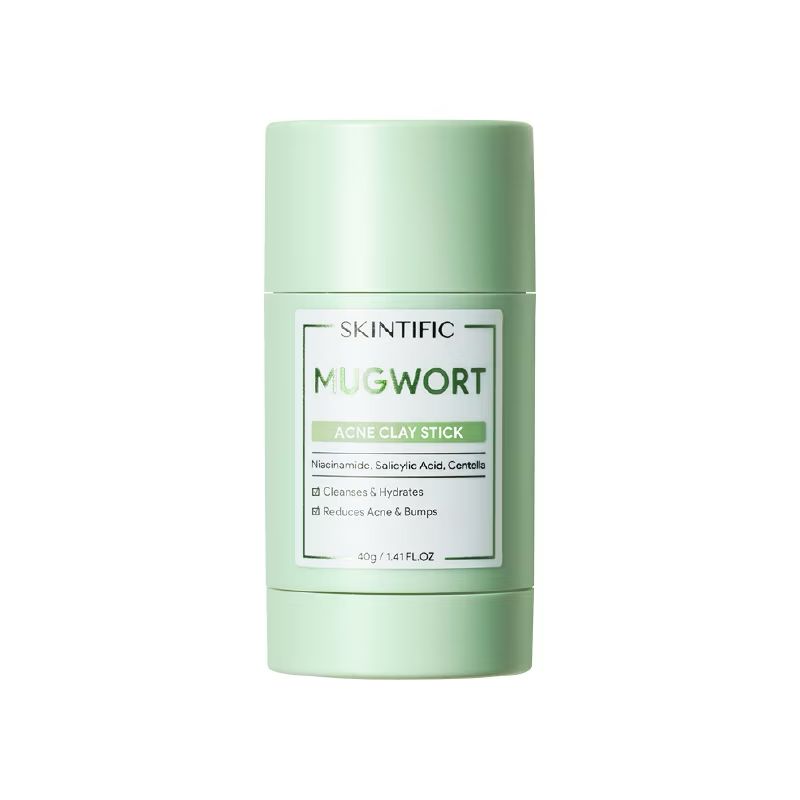 SKINTIFIC
MUGWORT
ACNE CLAY STICK
Niacinamide, Salicylic Acid, Centella
☑ Cleanses & Hydrates
☑ Reduces Acne & Bumps
40g / 1.41 FL.OZ